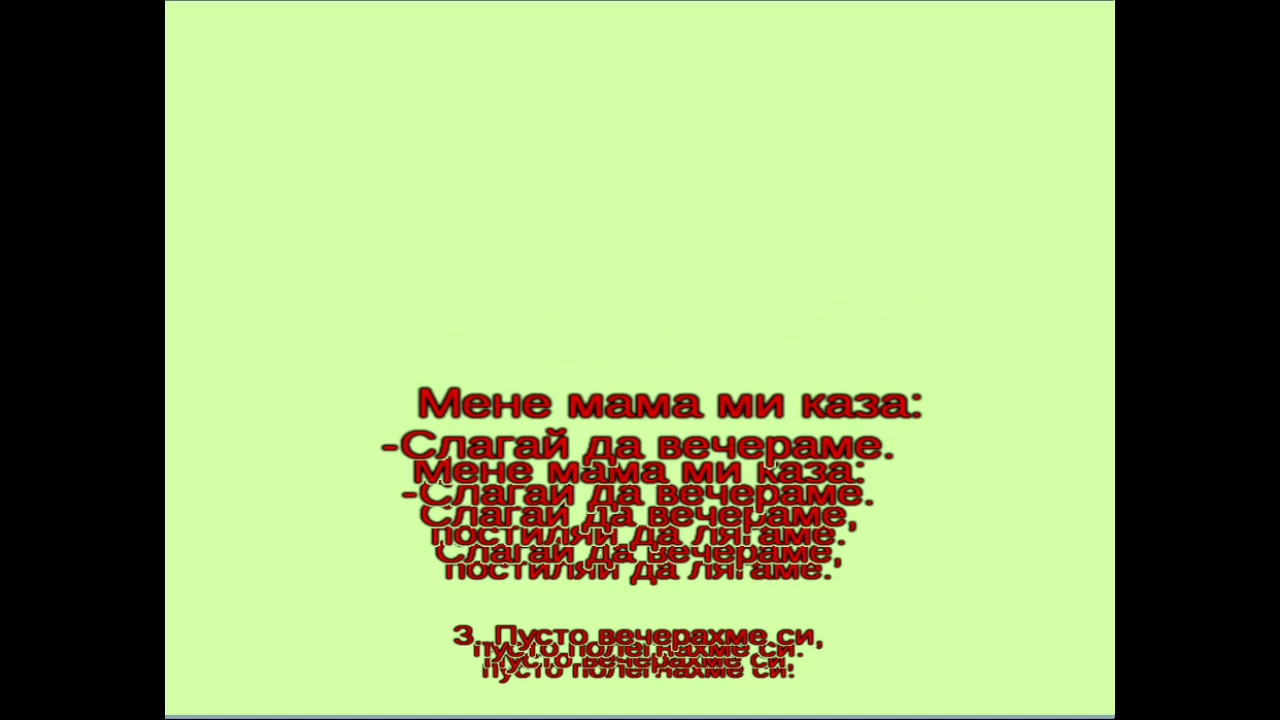 Мене мама ми каза:
-Слагай да вечераме.
Мене мама ми каза:
-Слагай да вечераме.
Слагай да вечераме,
постиляй да лягаме.
Слагай да вечераме,
постиляй да лягаме.
3. Пусто вечерахме си,
пусто полегнахме си.
Пусто вечерахме си,
пусто полегнахме си.